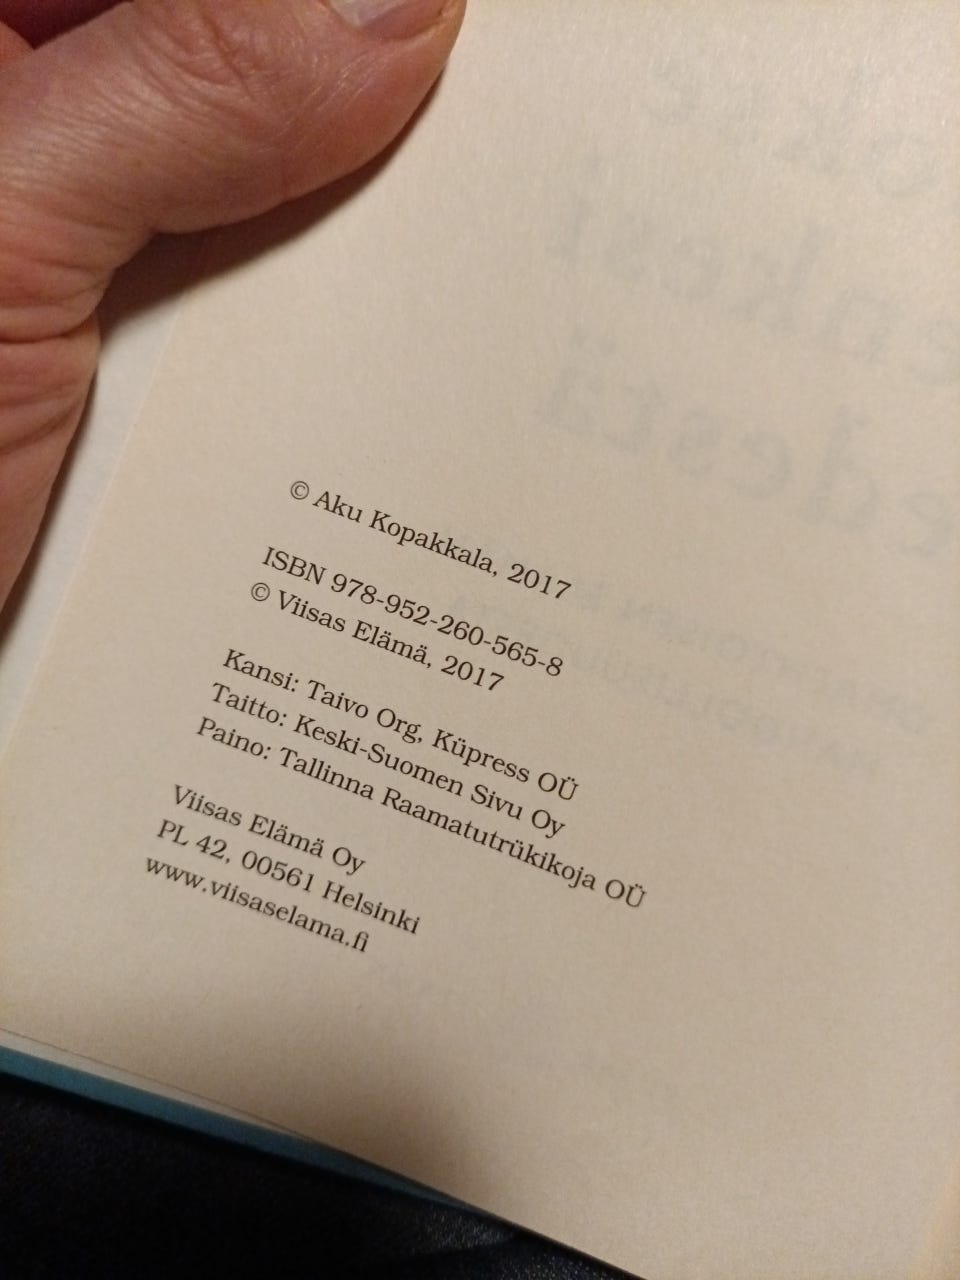 © Aku Kopakkala, 2017
ISBN 978-952-260-565-8
© Viisas Elämä, 2017
Kansi: Taivo Org, Küpress OÜ
Taitto: Keski-Suomen Sivu Oy
Paino: Tallinna Raamatutrükikoja OÜ
Viisas Elämä Oy
PL 42, 00561 Helsinki
www.viisaselama.fi